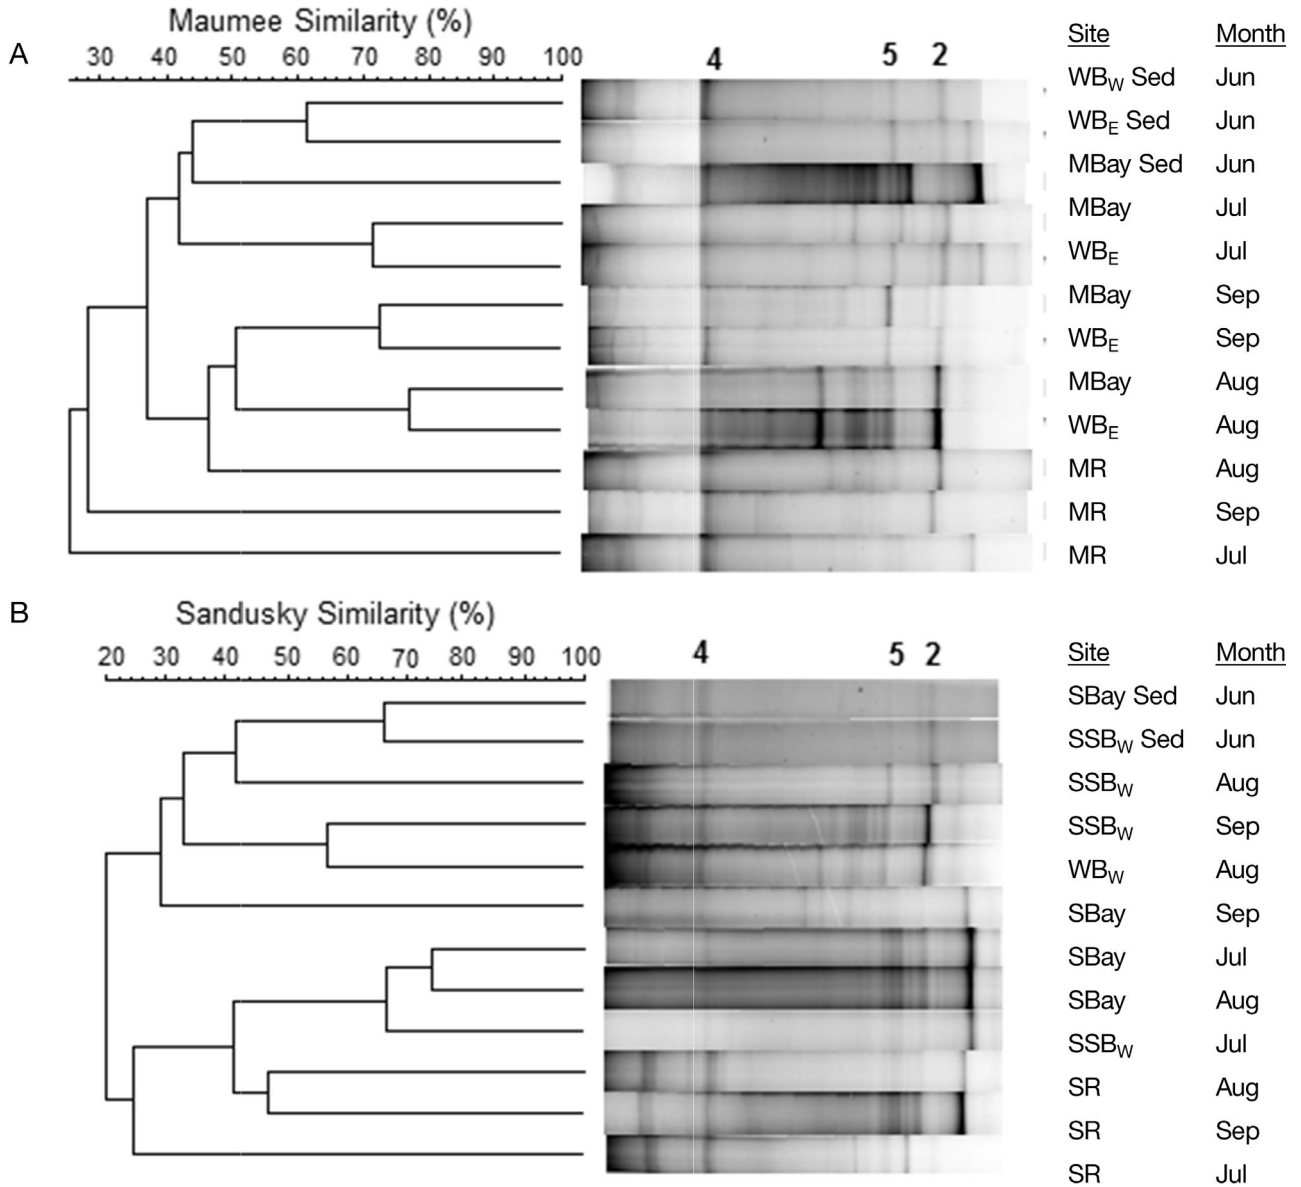 Maumee Similarity (%)
A
30 40 50 60 70 80 90 100
4 5 2
Site Month
WBW Sed Jun
WBE Sed Jun
MBay Sed Jun
MBay Jul
WBE Jul
MBay Sep
WBE Sep
MBay Aug
WBE Aug
MR Aug
MR Sep
MR Jul
B
Sandusky Similarity (%)
20 30 40 50 60 70 80 90 100
4 5 2
Site Month
SBay Sed Jun
SSBW Sed Jun
SSBW Aug
SSBW Sep
WBW Aug
SBay Sep
SBay Jul
SBay Aug
SSBW Jul
SR Aug
SR Sep
SR Jul